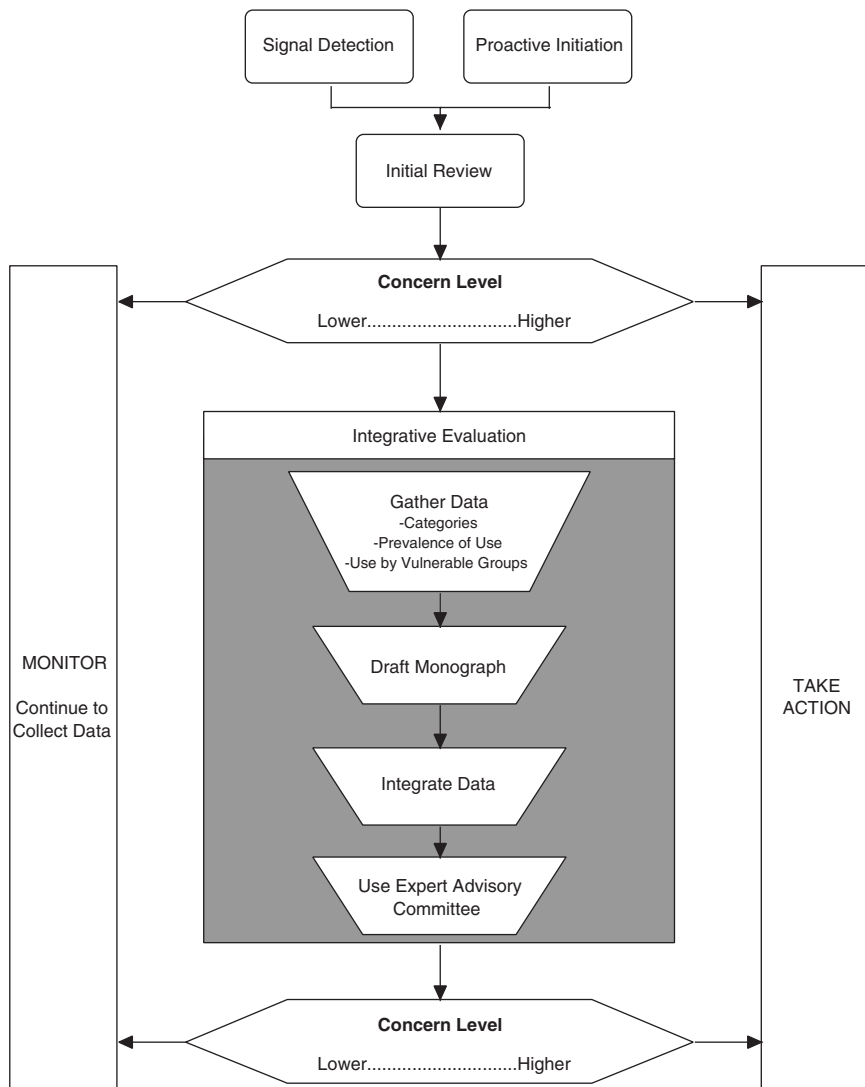 Signal Detection
Proactive Initiation
Initial Review
Concern Level
Lower..............................Higher
Integrative Evaluation
Gather Data
-Categories
-Prevalence of Use
-Use by Vulnerable Groups
Draft Monograph
Integrate Data
Use Expert Advisory
Committee
MONITOR
Continue to
Collect Data
TAKE
ACTION
Concern Level
Lower..............................Higher